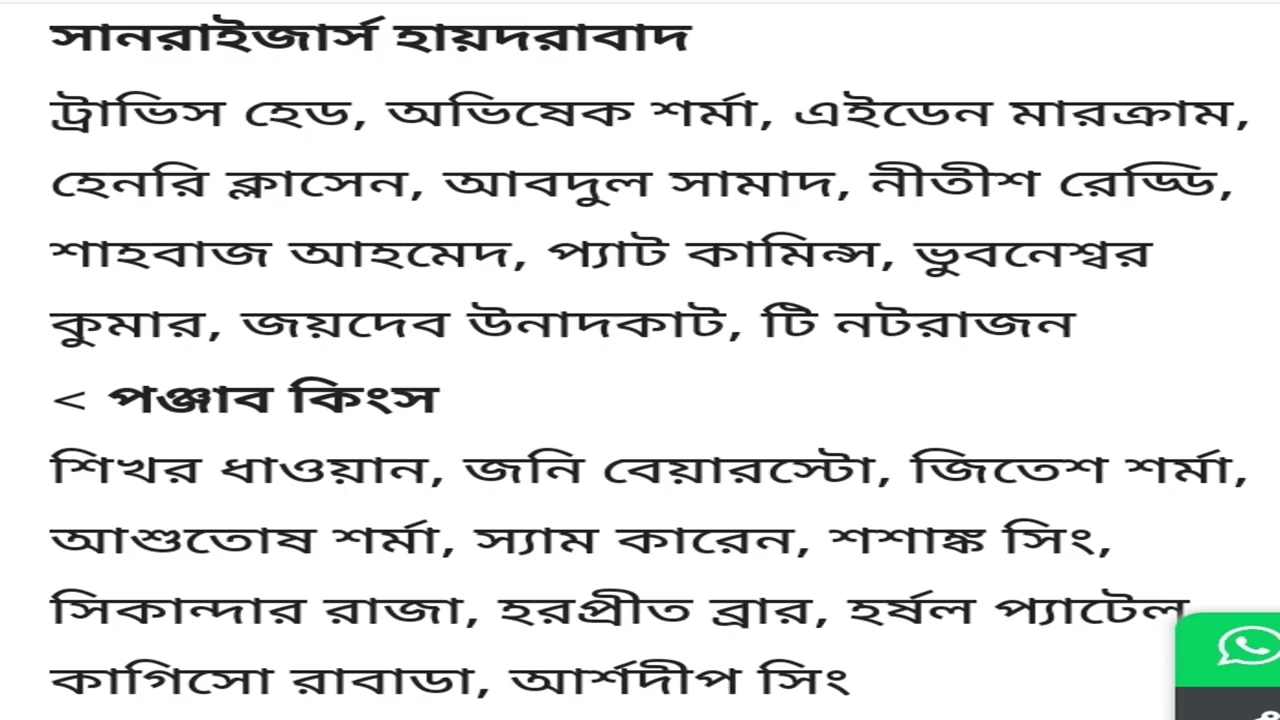 সানরাইজার্স হায়দরাবাদ
ট্রাভিস হেড, অভিষেক শর্মা, এইডেন মারক্রাম,
হেনরি ক্লাসেন, আবদুল সামাদ, নীতীশ রেড্ডি,
শাহবাজ আহমেদ, প্যাট কামিন্স, ভুবনেশ্বর
কুমার, জয়দেব উনাদকাট, টি নটরাজন
< পঞ্জাব কিংস
শিখর ধাওয়ান, জনি বেয়ারস্টো, জিতেশ শর্মা,
আশুতোষ শর্মা, স্যাম কারেন, শশাঙ্ক সিং,
সিকান্দার রাজা, হরপ্রীত ব্রার, হর্ষল প্যাটেল
কাগিসো রাবাডা, আর্শদীপ সিং